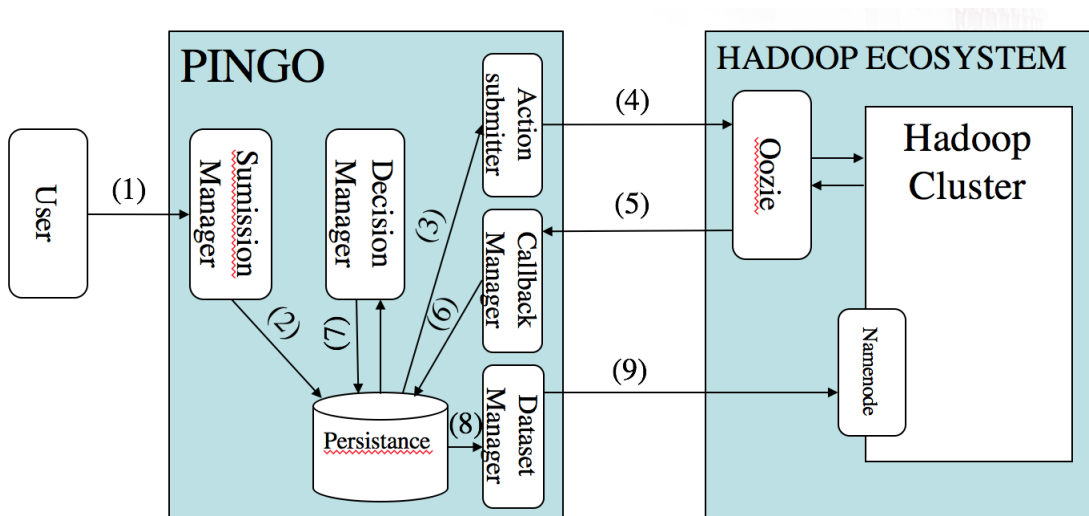 PINGO
HADOOP ECOSYSTEM
User
(1)
Sumission
Manager
(2)
Decision
Manager
(7)
(3)
Action
submitter
(4)
Oozie
Hadoop
Cluster
(5)
Callback
Manager
(6)
Persistance
(8)
Dataset
Manager
(9)
Namenode